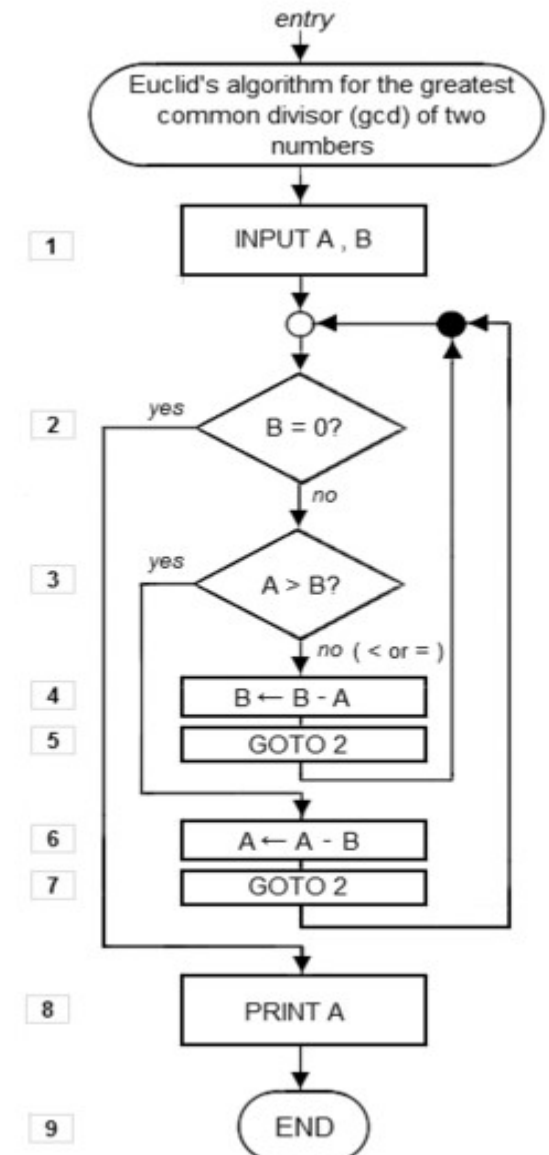 entry
Euclid's algorithm for the greatest
common divisor (gcd) of two
numbers
1
INPUT A , B
2
yes
B = 0?
no
3
yes
A > B?
no ( < or = )
4
B ← B - A
5
GOTO 2
6
A ← A - B
7
GOTO 2
8
PRINT A
9
END